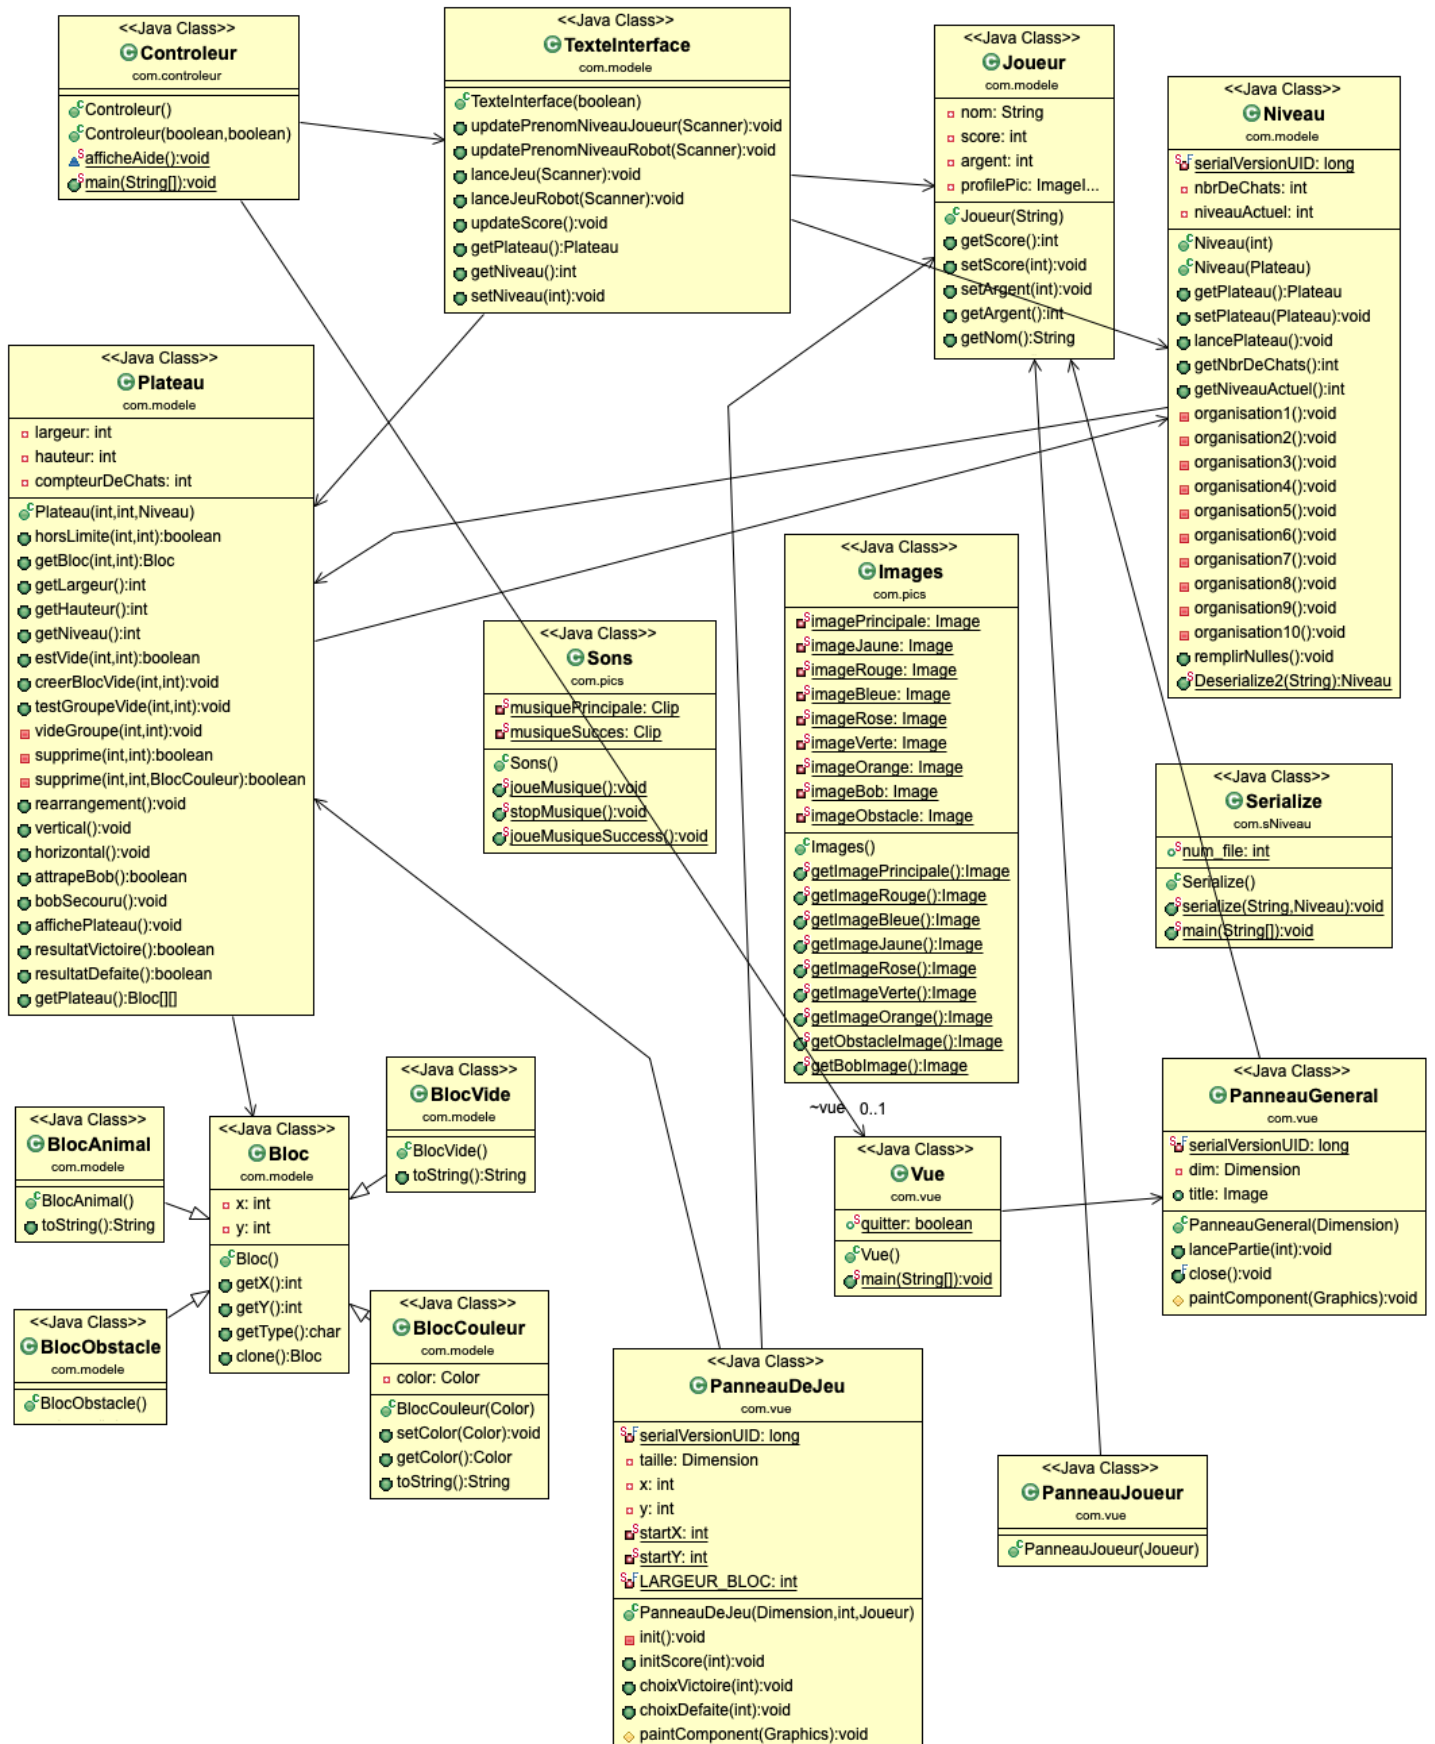 <<Java Class>>
Controleur
com.controleur
Controleur()
Controleur(boolean,boolean)
afficheAide():void
main(String[]):void
<<Java Class>>
TexteInterface
com.modele
TexteInterface(boolean)
updatePrenomNiveauJoueur(Scanner):void
updatePrenomNiveauRobot(Scanner):void
lanceJeu(Scanner):void
lanceJeuRobot(Scanner):void
updateScore():void
getPlateau():Plateau
getNiveau():int
setNiveau(int):void
<<Java Class>>
Joueur
com.modele
nom: String
score: int
argent: int
profilePic: ImageI...
Joueur(String)
getScore():int
setScore(int):void
setArgent(int):void
getArgent():int
getNom():String
<<Java Class>>
Niveau
com.modele
serialVersionUID: long
nbrDeChats: int
niveauActuel: int
Niveau(int)
Niveau(Plateau)
getPlateau():Plateau
setPlateau(Plateau):void
lancePlateau():void
getNbrDeChats():int
getNiveauActuel():int
organisation1():void
organisation2():void
organisation3():void
organisation4():void
organisation5():void
organisation6():void
organisation7():void
organisation8():void
organisation9():void
organisation10():void
remplirNulles():void
Deserialize2(String):Niveau
<<Java Class>>
Plateau
com.modele
largeur: int
hauteur: int
compteurDeChats: int
Plateau(int,int,Niveau)
horsLimite(int,int):boolean
getBloc(int,int):Bloc
getLargeur():int
getHauteur():int
getNiveau():int
estVide(int,int):boolean
creerBlocVide(int,int):void
testGroupeVide(int,int):void
videGroupe(int,int):void
supprime(int,int):boolean
supprime(int,int,BlocCouleur):boolean
rearrangement():void
vertical():void
horizontal():void
attrapeBob():boolean
bobSecouru():void
affichePlateau():void
resultatVictoire():boolean
resultatDefaite():boolean
getPlateau():Bloc[][]
<<Java Class>>
Sons
com.pics
musiquePrincipale: Clip
musiqueSucces: Clip
Sons()
joueMusique():void
stopMusique():void
joueMusiqueSuccess():void
<<Java Class>>
Images
com.pics
imagePrincipale: Image
imageJaune: Image
imageRouge: Image
imageBleue: Image
imageRose: Image
imageVerte: Image
imageOrange: Image
imageBob: Image
imageObstacle: Image
Images()
getImagePrincipale():Image
getImageRouge():Image
getImageBleue():Image
getImageJaune():Image
getImageRose():Image
getImageVerte():Image
getImageOrange():Image
getObstacleImage():Image
getBobImage():Image
<<Java Class>>
Serialize
com.sNiveau
num_file: int
Serialize()
serialize(String,Niveau):void
main(String[]):void
<<Java Class>>
BlocVide
com.modele
BlocVide()
toString():String
<<Java Class>>
BlocAnimal
com.modele
BlocAnimal()
toString():String
<<Java Class>>
Bloc
com.modele
x: int
y: int
Bloc()
getX():int
getY():int
getType():char
clone():Bloc
<<Java Class>>
BlocObstacle
com.modele
BlocObstacle()
<<Java Class>>
BlocCouleur
com.modele
color: Color
BlocCouleur(Color)
setColor(Color):void
getColor():Color
toString():String
~vue 0..1
<<Java Class>>
Vue
com.vue
quitter: boolean
Vue()
main(String[]):void
<<Java Class>>
PanneauGeneral
com.vue
serialVersionUID: long
dim: Dimension
title: Image
PanneauGeneral(Dimension)
lancePartie(int):void
close():void
paintComponent(Graphics):void
<<Java Class>>
PanneauDeJeu
com.vue
serialVersionUID: long
taille: Dimension
x: int
y: int
startX: int
startY: int
LARGEUR_BLOC: int
PanneauDeJeu(Dimension,int,Joueur)
init():void
initScore(int):void
choixVictoire(int):void
choixDefaite(int):void
paintComponent(Graphics):void
<<Java Class>>
PanneauJoueur
com.vue
PanneauJoueur(Joueur)